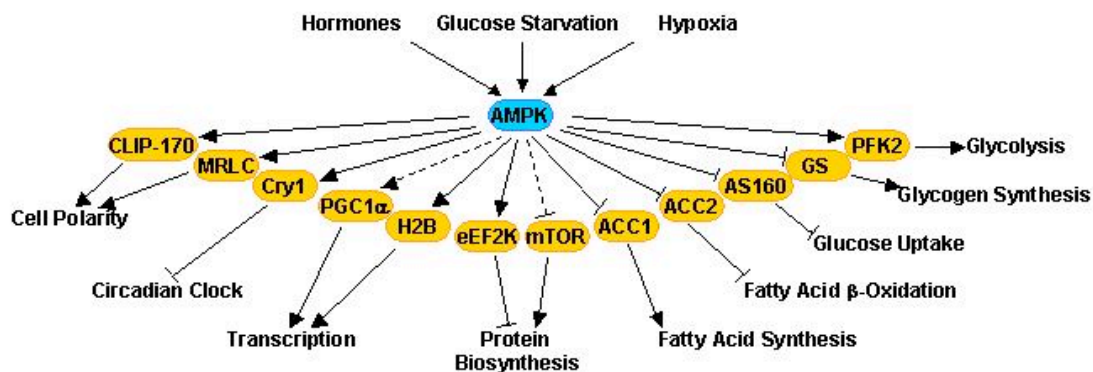 Hormones Glucose Starvation Hypoxia
AMPK
CLIP-170
PFK2
Glycolysis
MRLC
GS
Cry1
AS160
Glycogen Synthesis
PGC1α
ACC2
Cell Polarity
H2B
eEF2K
mTOR
ACC1
Glucose Uptake
Circadian Clock
Fatty Acid β-Oxidation
Transcription
Protein
Biosynthesis
Fatty Acid Synthesis